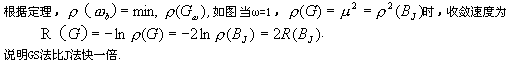 根据定理，ρ（ω_b）=min, ρ(G_ω), 如图 当ω=1，ρ(G) = μ² = ρ²(B_J)时，收敛速度为
R（G）= −ln ρ(G) = −2ln ρ(B_J) = 2R(B_J).
说明GS法比J法快一倍.